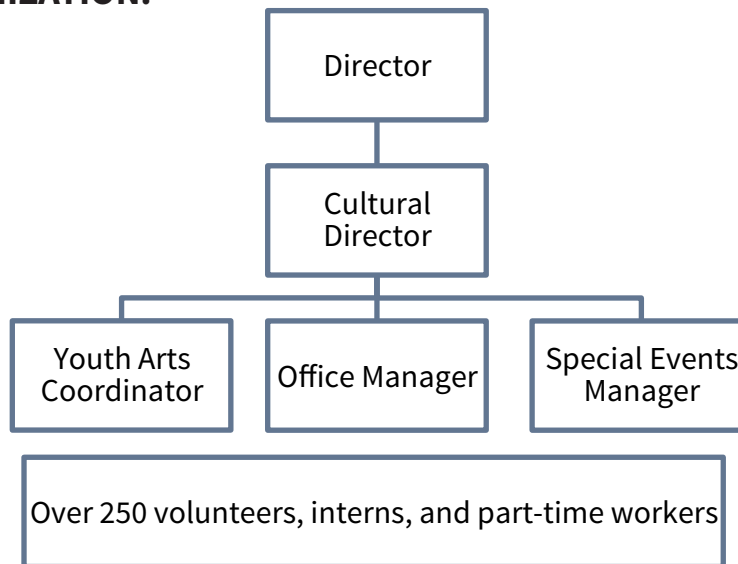 Director
Cultural
Director
Youth Arts
Coordinator
Office Manager
Special Events
Manager
Over 250 volunteers, interns, and part-time workers